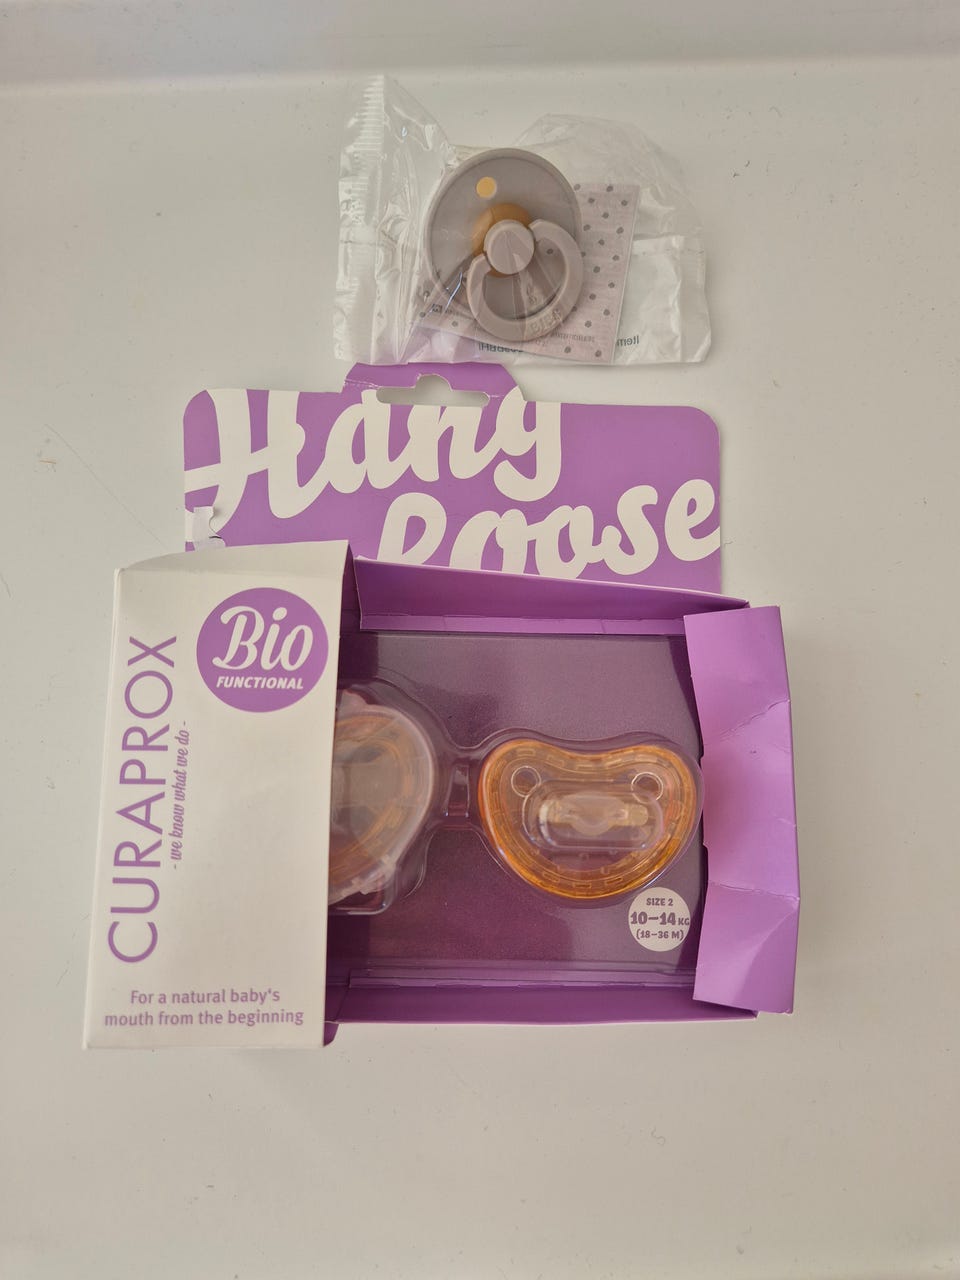 Hang
loose
Bio
FUNCTIONAL
CURAPROX
- we know what we do -
SIZE 2
10–14 KG
(18–36 M)
For a natural baby's
mouth from the beginning